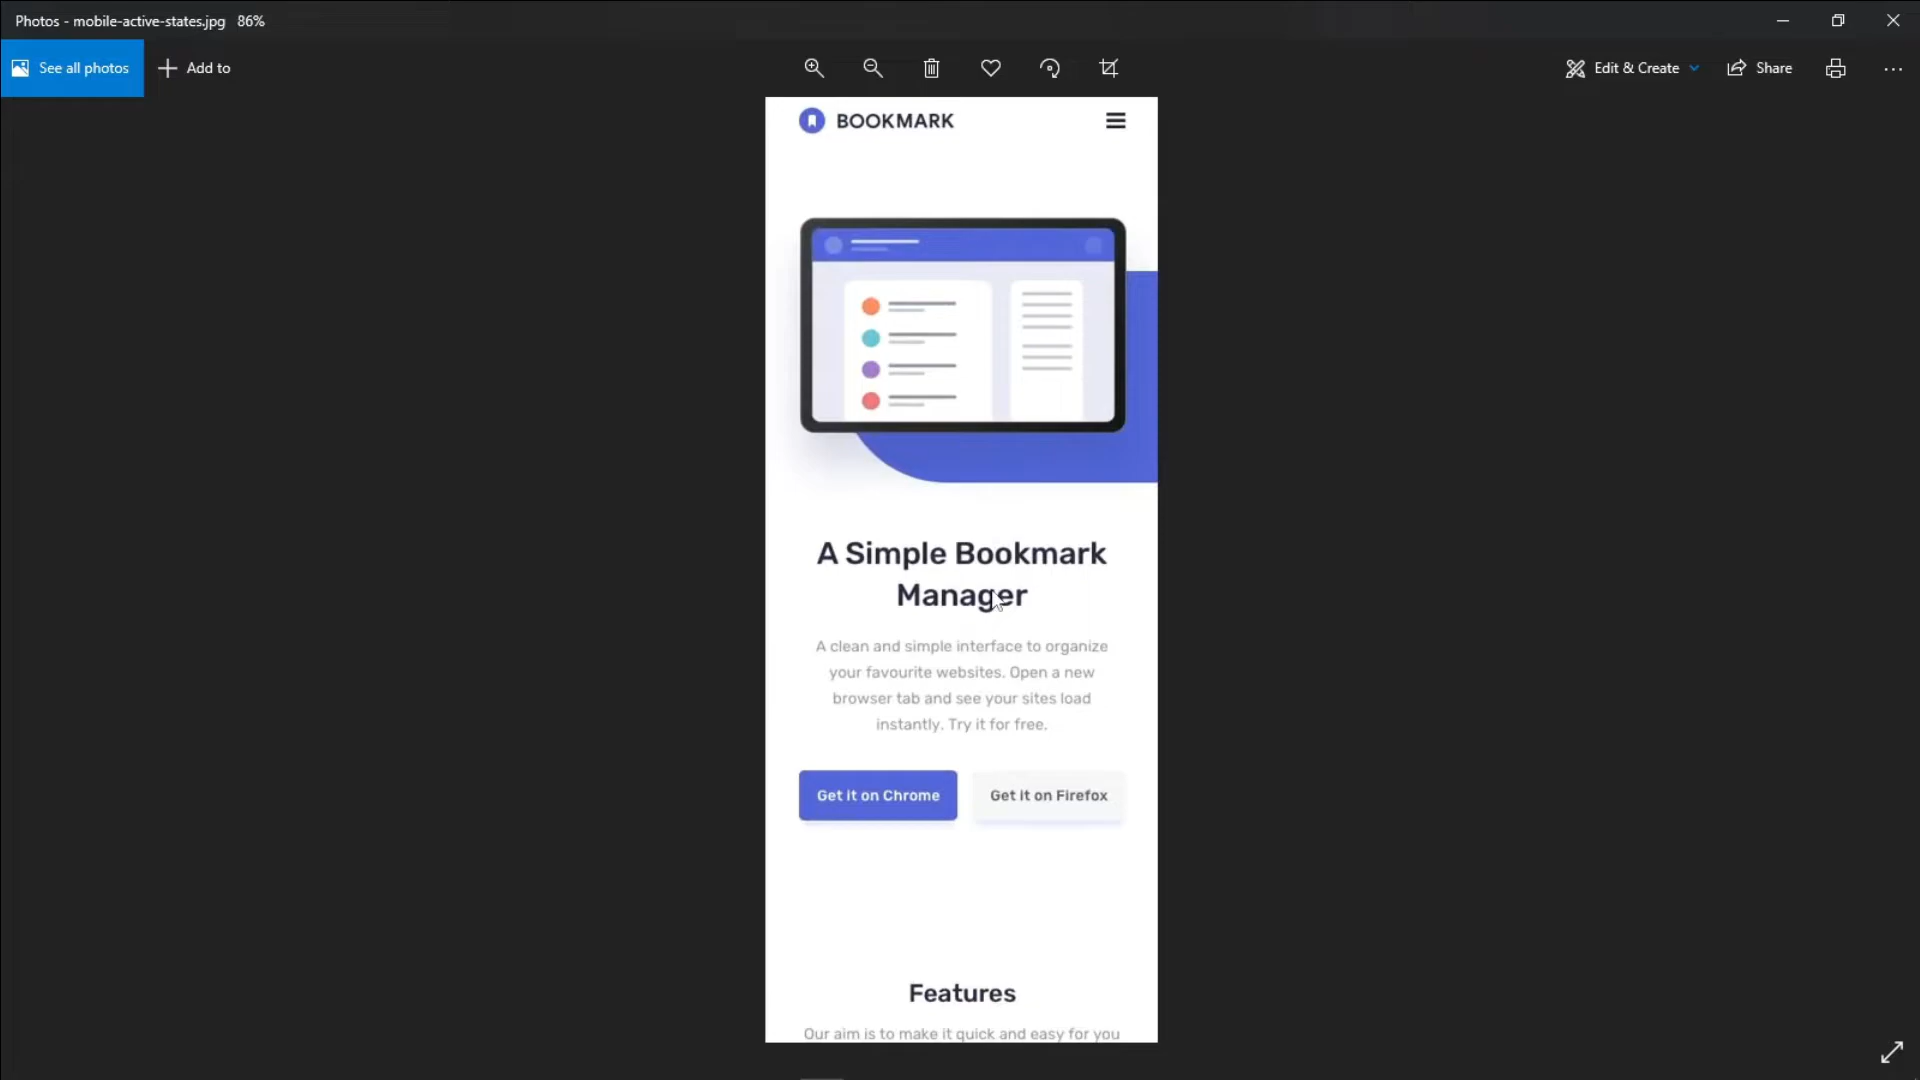 Photos - mobile-active-states.jpg 86%
See all photos
Add to
Edit & Create
Share
BOOKMARK
A Simple Bookmark
Manager
A clean and simple interface to organize
your favourite websites. Open a new
browser tab and see your sites load
instantly. Try it for free.
Get it on Chrome
Get it on Firefox
Features
Our aim is to make it quick and easy for you